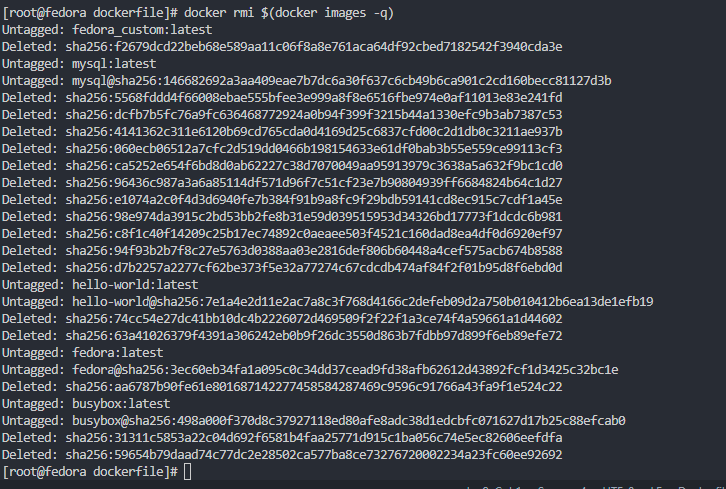 [root@fedora dockerfile]# docker rmi $(docker images -q)
Untagged: fedora_custom:latest
Deleted: sha256:f2679dcd22beb68e589aa11c06f8a8e761aca64df92cbed7182542f3940cda3e
Untagged: mysql:latest
Untagged: mysql@sha256:146682692a3aa409eae7b7dc6a30f637c6cb49b6ca901c2cd160becc81127d3b
Deleted: sha256:5568fddd4f66008ebae555bfee3e999a8f8e6516fbe974e0af11013e83e241fd
Deleted: sha256:dcfb7b5fc76a9fc636468772924a0b94f399f3215b44a1330efc9b3ab7387c53
Deleted: sha256:4141362c311e6120b69cd765cda0d4169d25c6837cfd00c2d1db0c3211ae937b
Deleted: sha256:060ecb06512a7cfc2d519dd0466b198154633e61df0bab3b55e559ce99113cf3
Deleted: sha256:ca5252e654f6bd8d0ab62227c38d7070049aa95913979c3638a5a632f9bc1cd0
Deleted: sha256:96436c987a3a6a85114df571d96f7c51cf23e7b90804939ff6684824b64c1d27
Deleted: sha256:e1074a2c0f4d3d6940fe7b384f91b9a8fc9f29bdb59141cd8ec915c7cdf1a45e
Deleted: sha256:98e974da3915c2bd53bb2fe8b31e59d039515953d34326bd17773f1dcdc6b981
Deleted: sha256:c8f1c40f14209c25b17ec74892c0aeaee503f4521c160dad8ea4df0d6920ef97
Deleted: sha256:94f93b2b7f8c27e5763d0388aa03e2816def806b60448a4cef575acb674b8588
Deleted: sha256:d7b2257a2277cf62be373f5e32a77274c67cdcdb474af84f2f01b95d8f6ebd0d
Untagged: hello-world:latest
Untagged: hello-world@sha256:7e1a4e2d11e2ac7a8c3f768d4166c2defeb09d2a750b010412b6ea13de1efb19
Deleted: sha256:74cc54e27dc41bb10dc4b2226072d469509f2f22f1a3ce74f4a59661a1d44602
Deleted: sha256:63a41026379f4391a306242eb0b9f26dc3550d863b7fdbb97d899f6eb89efe72
Untagged: fedora:latest
Untagged: fedora@sha256:3ec60eb34fa1a095c0c34dd37cead9fd38afb62612d43892fcf1d3425c32bc1e
Deleted: sha256:aa6787b90fe61e801687142277458584287469c9596c91766a43fa9f1e524c22
Untagged: busybox:latest
Untagged: busybox@sha256:498a000f370d8c37927118ed80afe8adc38d1edcbfc071627d17b25c88efcab0
Deleted: sha256:31311c5853a22c04d692f6581b4faa25771d915c1ba056c74e5ec82606eefdfa
Deleted: sha256:59654b79daad74c77dc2e28502ca577ba8ce73276720002234a23fc60ee92692
[root@fedora dockerfile]#